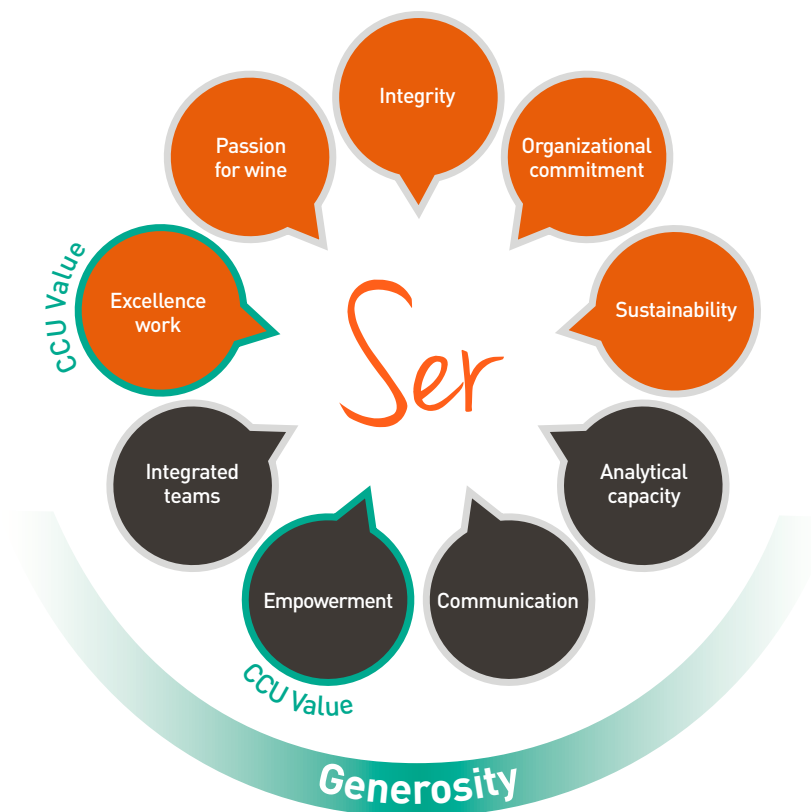 Integrity
Passion
for wine
Organizational
commitment
CCU Value
Excellence
work
Sustainability
Ser
Integrated
teams
Analytical
capacity
Empowerment
Communication
CCU Value
Generosity